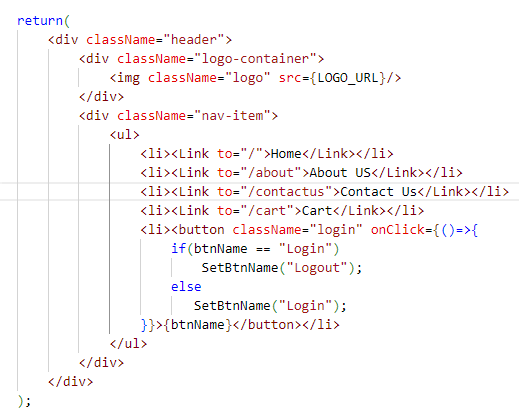 return(
<div className="header">
<div className="logo-container">
<img className="logo" src={LOGO_URL}/>
</div>
<div className="nav-item">
<ul>
<li><Link to="/">Home</Link></li>
<li><Link to="/about">About US</Link></li>
<li><Link to="/contactus">Contact Us</Link></li>
<li><Link to="/cart">Cart</Link></li>
<li><button className="login" onClick={()=>{
if(btnName == "Login")
SetBtnName("Logout");
else
SetBtnName("Login");
}}>{btnName}</button></li>
</ul>
</div>
</div>
);